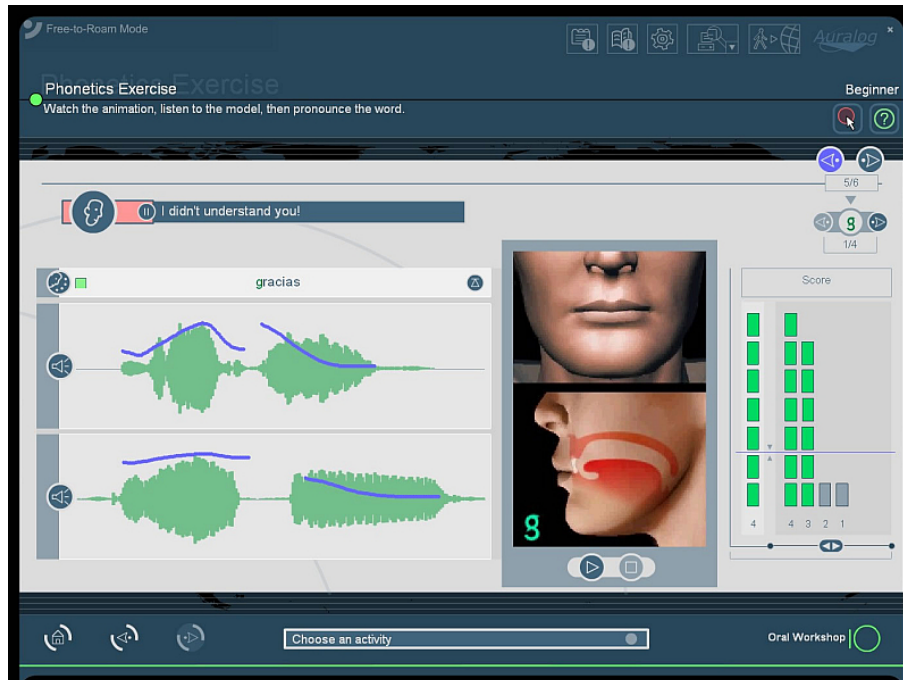 Free-to-Roam Mode
Auralog
Phonetics Exercise
Phonetics Exercise
Beginner
Watch the animation, listen to the model, then pronounce the word.
?
5/6
I didn't understand you!
g
1/4
gracias
Score
g
4 4 3 2 1
Choose an activity
Oral Workshop